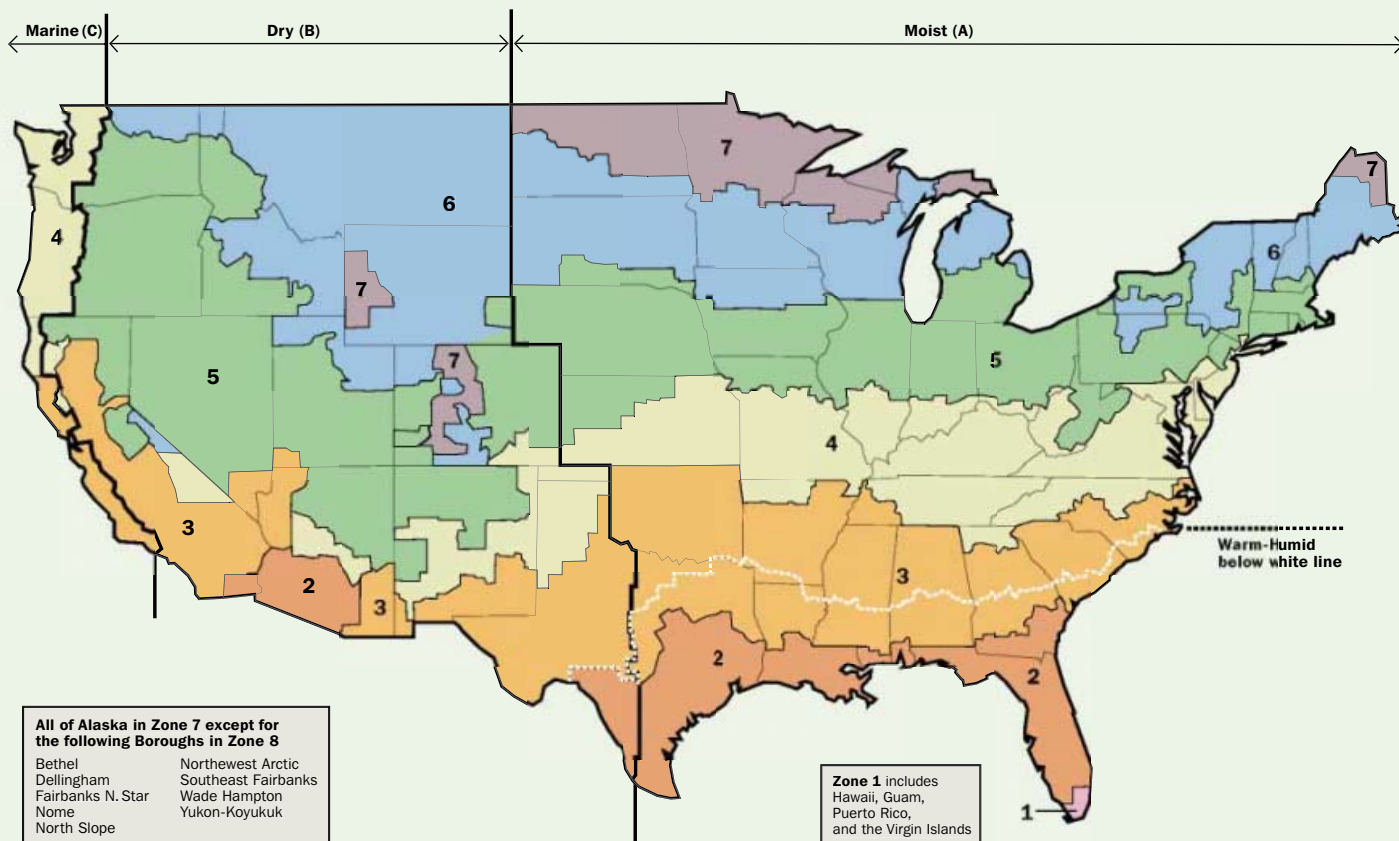 Marine (C)
Dry (B)
Moist (A)
7
7
6
4
6
7
7
5
5
4
3
3
2
3
2
2
1
Warm-Humid
below white line
All of Alaska in Zone 7 except for
the following Boroughs in Zone 8
Bethel
Dellingham
Fairbanks N. Star
Nome
North Slope
Northewest Arctic
Southeast Fairbanks
Wade Hampton
Yukon-Koyukuk
Zone 1 includes
Hawaii, Guam,
Puerto Rico,
and the Virgin Islands